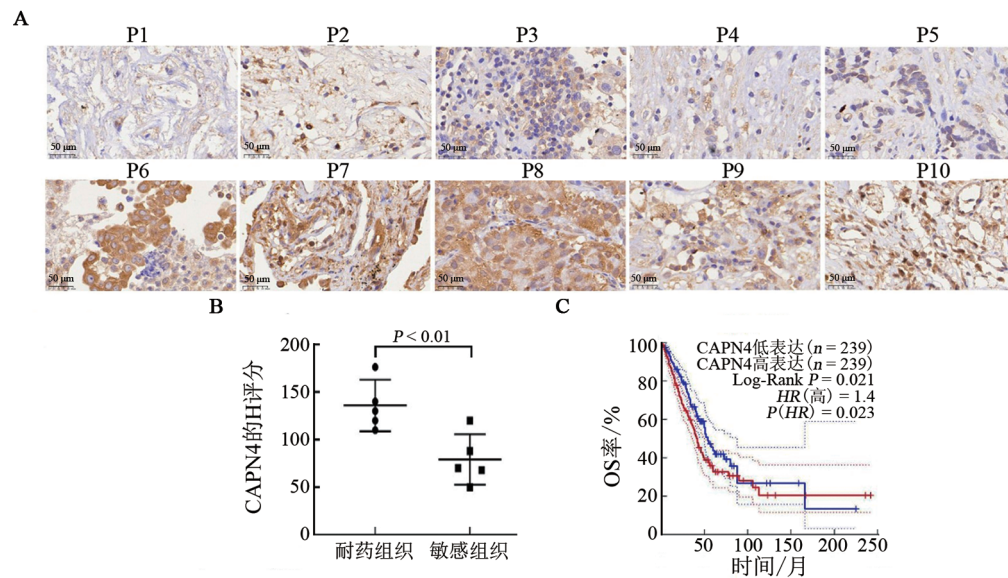 A
P1 P2 P3 P4 P5
50 μm 50 μm 50 μm 50 μm 50 μm
P6 P7 P8 P9 P10
50 μm 50 μm 50 μm 50 μm 50 μm
B
P < 0.01
200
150
100
50
0
CAPN4的H评分
耐药组织 敏感组织
C
CAPN4低表达(n = 239)
CAPN4高表达(n = 239)
Log-Rank P = 0.021
HR(高) = 1.4
P(HR) = 0.023
100
80
60
40
20
0
OS率/%
50 100 150 200 250
时间/月